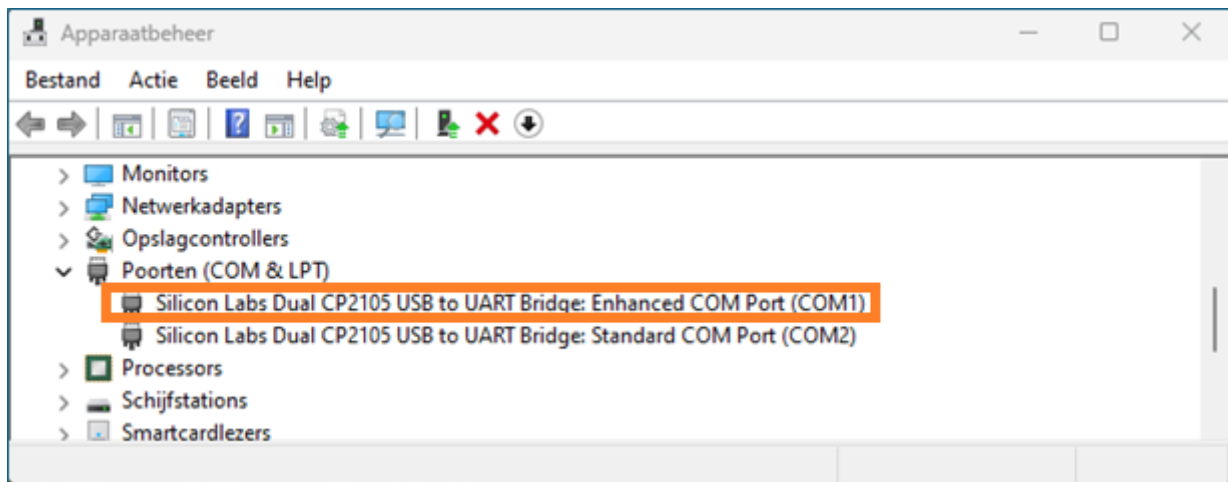 Apparaatbeheer
Bestand Actie Beeld Help
Monitors
Netwerkadapters
Opslagcontrollers
Poorten (COM & LPT)
Silicon Labs Dual CP2105 USB to UART Bridge: Enhanced COM Port (COM1)
Silicon Labs Dual CP2105 USB to UART Bridge: Standard COM Port (COM2)
Processors
Schijfstations
Smartcardlezers